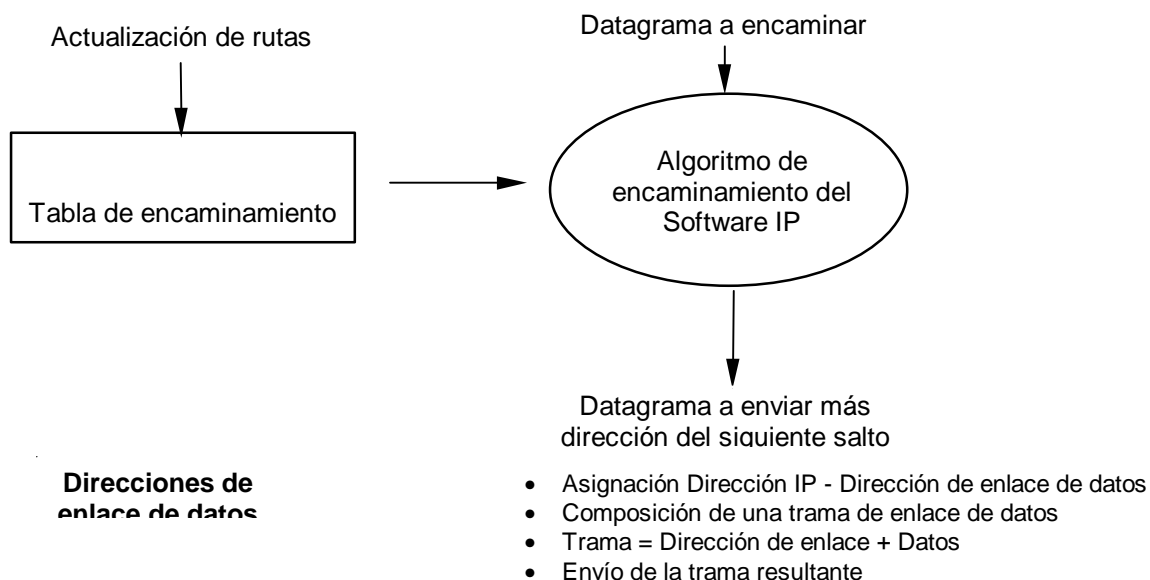 Actualización de rutas
Datagrama a encaminar
Tabla de encaminamiento
Algoritmo de
encaminamiento del
Software IP
Datagrama a enviar más
dirección del siguiente salto
Direcciones de
enlace de datos
• Asignación Dirección IP - Dirección de enlace de datos
• Composición de una trama de enlace de datos
• Trama = Dirección de enlace + Datos
• Envío de la trama resultante